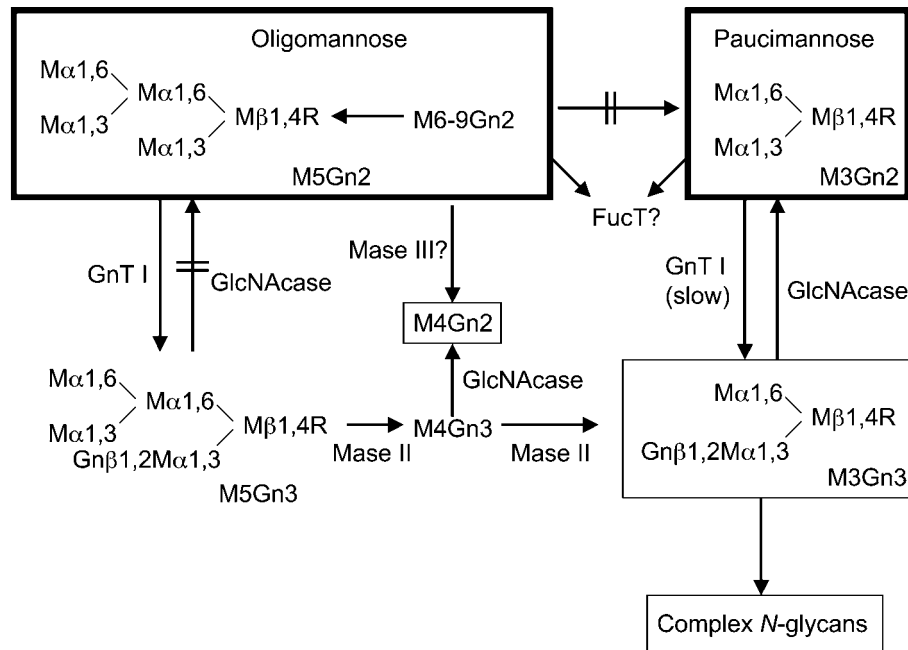 Oligomannose
Mα1,6
Mα1,6
Mα1,3
Mβ1,4R
M6-9Gn2
Mα1,3
M5Gn2
Paucimannose
Mα1,6
Mβ1,4R
Mα1,3
M3Gn2
FucT?
GnT I
GlcNAcase
Mase III?
M4Gn2
GlcNAcase
GnT I
(slow)
GlcNAcase
Mα1,6
Mα1,6
Mα1,3
Mβ1,4R
Gnβ1,2Mα1,3
M5Gn3
Mase II
M4Gn3
Mase II
Mα1,6
Mβ1,4R
Gnβ1,2Mα1,3
M3Gn3
Complex N-glycans